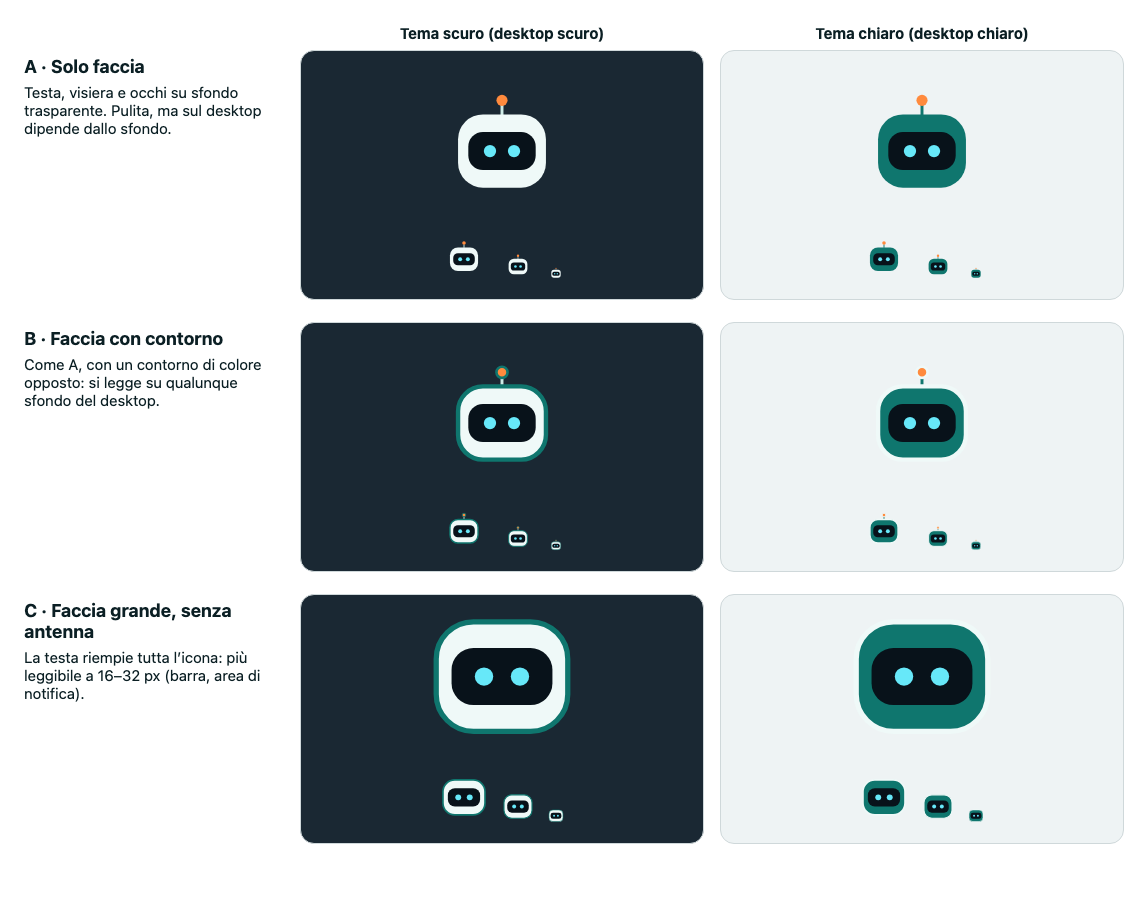 Tema scuro (desktop scuro)
Tema chiaro (desktop chiaro)
A · Solo faccia
Testa, visiera e occhi su sfondo
trasparente. Pulita, ma sul desktop
dipende dallo sfondo.
B · Faccia con contorno
Come A, con un contorno di colore
opposto: si legge su qualunque
sfondo del desktop.
C · Faccia grande, senza
antenna
La testa riempie tutta l’icona: più
leggibile a 16–32 px (barra, area di
notifica).